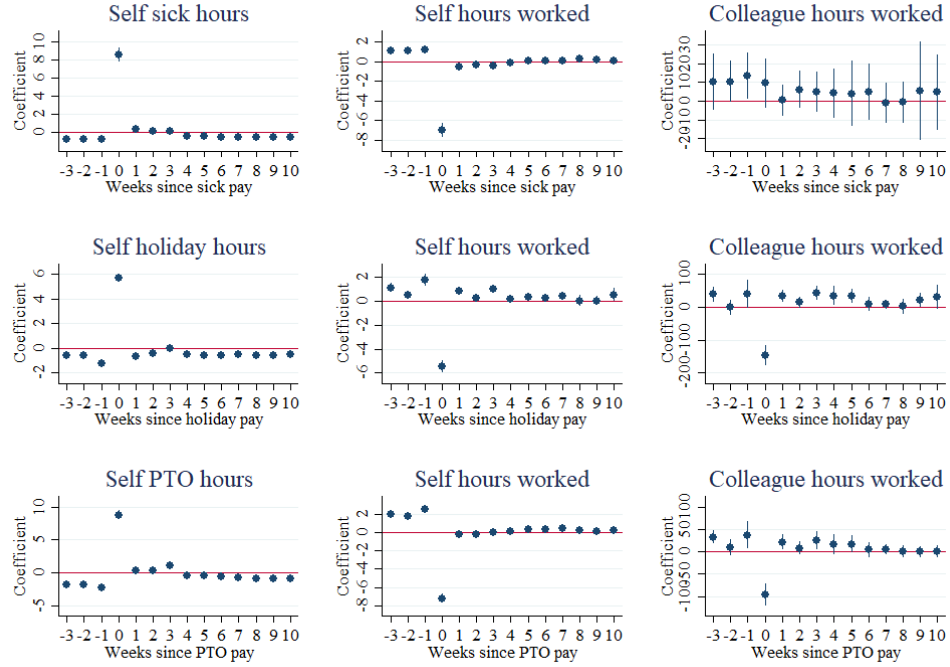 Self sick hours
Coefficient
10
8
6
4
2
0
-3 -2 -1 0 1 2 3 4 5 6 7 8 9 10
Weeks since sick pay
Self hours worked
Coefficient
2
0
-2
-4
-6
-8
-3 -2 -1 0 1 2 3 4 5 6 7 8 9 10
Weeks since sick pay
Colleague hours worked
Coefficient
-20-100 102030
-3 -2 -1 0 1 2 3 4 5 6 7 8 9 10
Weeks since sick pay
Self holiday hours
Coefficient
6
4
2
0
-2
-3 -2 -1 0 1 2 3 4 5 6 7 8 9 10
Weeks since holiday pay
Self hours worked
Coefficient
2
0
-2
-4
-6
-3 -2 -1 0 1 2 3 4 5 6 7 8 9 10
Weeks since holiday pay
Colleague hours worked
Coefficient
-200-100 0 100
-3 -2 -1 0 1 2 3 4 5 6 7 8 9 10
Weeks since holiday pay
Self PTO hours
Coefficient
10
5
0
-5
-3 -2 -1 0 1 2 3 4 5 6 7 8 9 10
Weeks since PTO pay
Self hours worked
Coefficient
2
0
-2
-4
-6
-8
-3 -2 -1 0 1 2 3 4 5 6 7 8 9 10
Weeks since PTO pay
Colleague hours worked
Coefficient
-100-50 0 50100
-3 -2 -1 0 1 2 3 4 5 6 7 8 9 10
Weeks since PTO pay